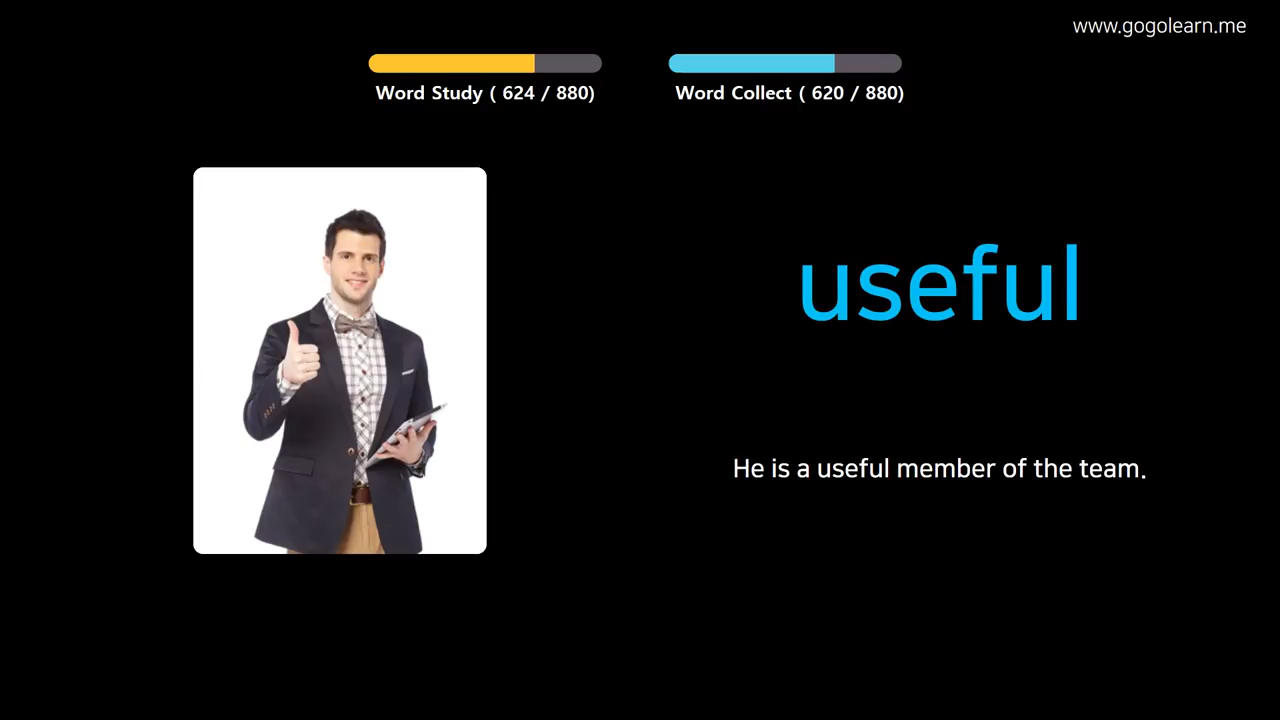 www.gogolearn.me
Word Study ( 624 / 880)
Word Collect ( 620 / 880)
useful
He is a useful member of the team.